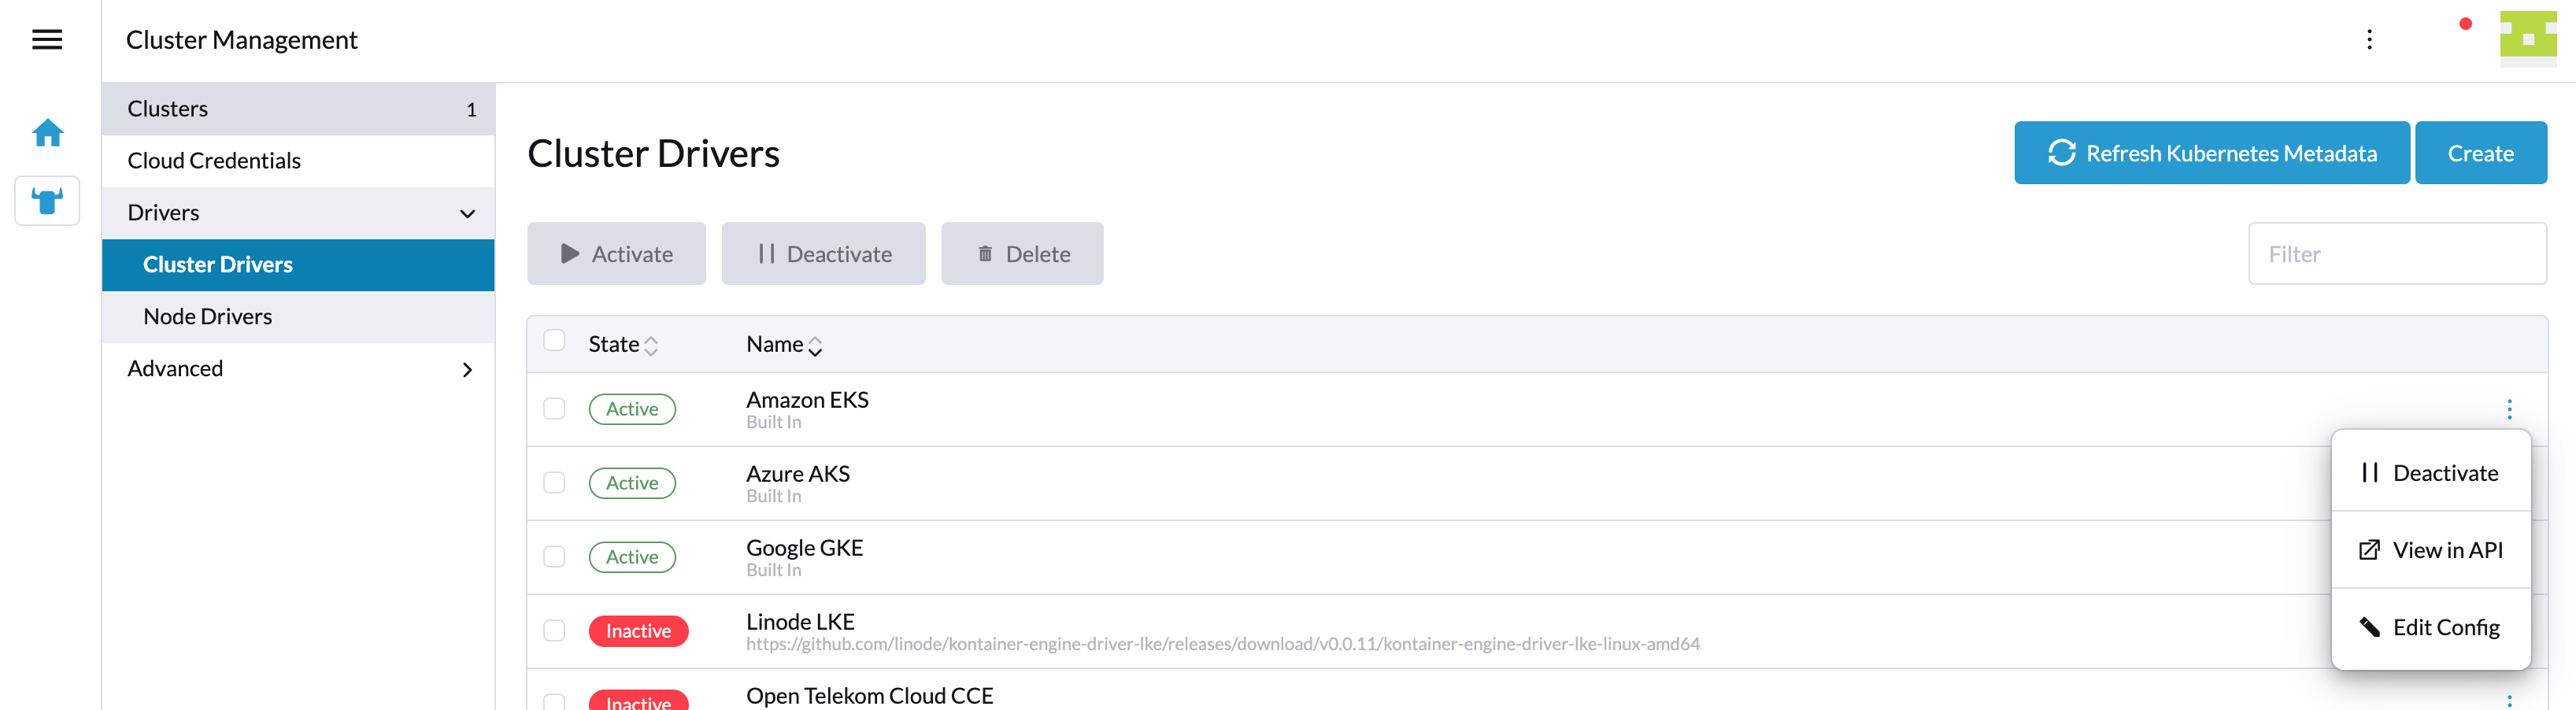 Cluster Management
Clusters 1
Cloud Credentials
Drivers
Cluster Drivers
Node Drivers
Advanced
Cluster Drivers
Refresh Kubernetes Metadata
Create
Activate
Deactivate
Delete
Filter
State Name
Active Amazon EKS
Built In
Active Azure AKS
Built In
Active Google GKE
Built In
Inactive Linode LKE
https://github.com/linode/kontainer-engine-driver-lke/releases/download/v0.0.11/kontainer-engine-driver-lke-linux-amd64
Inactive Open Telekom Cloud CCE
Deactivate
View in API
Edit Config